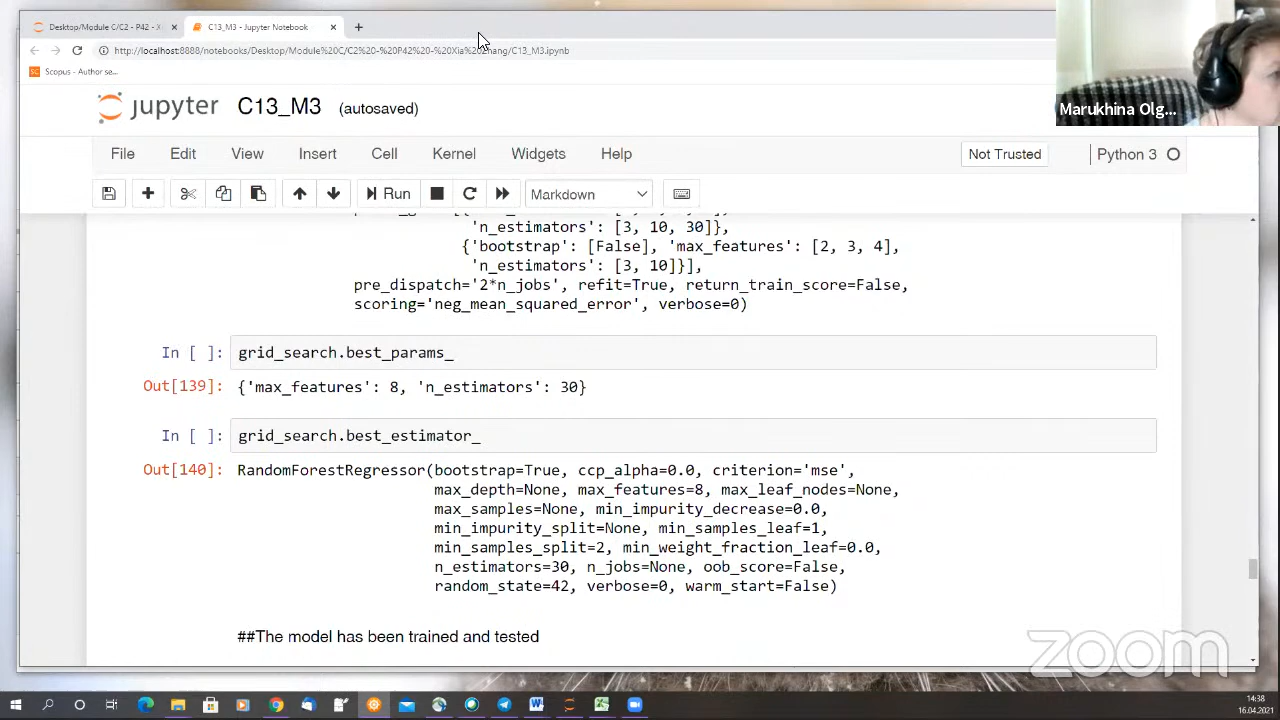 Desktop/Module C/C2 - P42 - X
C13_M3 - Jupyter Notebook
http://localhost:8888/notebooks/Desktop/Module%20C/C2%20-%20P42%20-%20Xia%20Zhang/C13_M3.ipynb
Scopus - Author se...
Marukhina Olg...
jupyter C13_M3 (autosaved)
File Edit View Insert Cell Kernel Widgets Help
Not Trusted
Python 3
Run
Markdown
'n_estimators': [3, 10, 30]},
{'bootstrap': [False], 'max_features': [2, 3, 4],
'n_estimators': [3, 10]}],
pre_dispatch='2*n_jobs', refit=True, return_train_score=False,
scoring='neg_mean_squared_error', verbose=0)
In [ ]: grid_search.best_params_
Out[139]: {'max_features': 8, 'n_estimators': 30}
In [ ]: grid_search.best_estimator_
Out[140]: RandomForestRegressor(bootstrap=True, ccp_alpha=0.0, criterion='mse',
max_depth=None, max_features=8, max_leaf_nodes=None,
max_samples=None, min_impurity_decrease=0.0,
min_impurity_split=None, min_samples_leaf=1,
min_samples_split=2, min_weight_fraction_leaf=0.0,
n_estimators=30, n_jobs=None, oob_score=False,
random_state=42, verbose=0, warm_start=False)
##The model has been trained and tested
zoom
14:38
16.04.2021